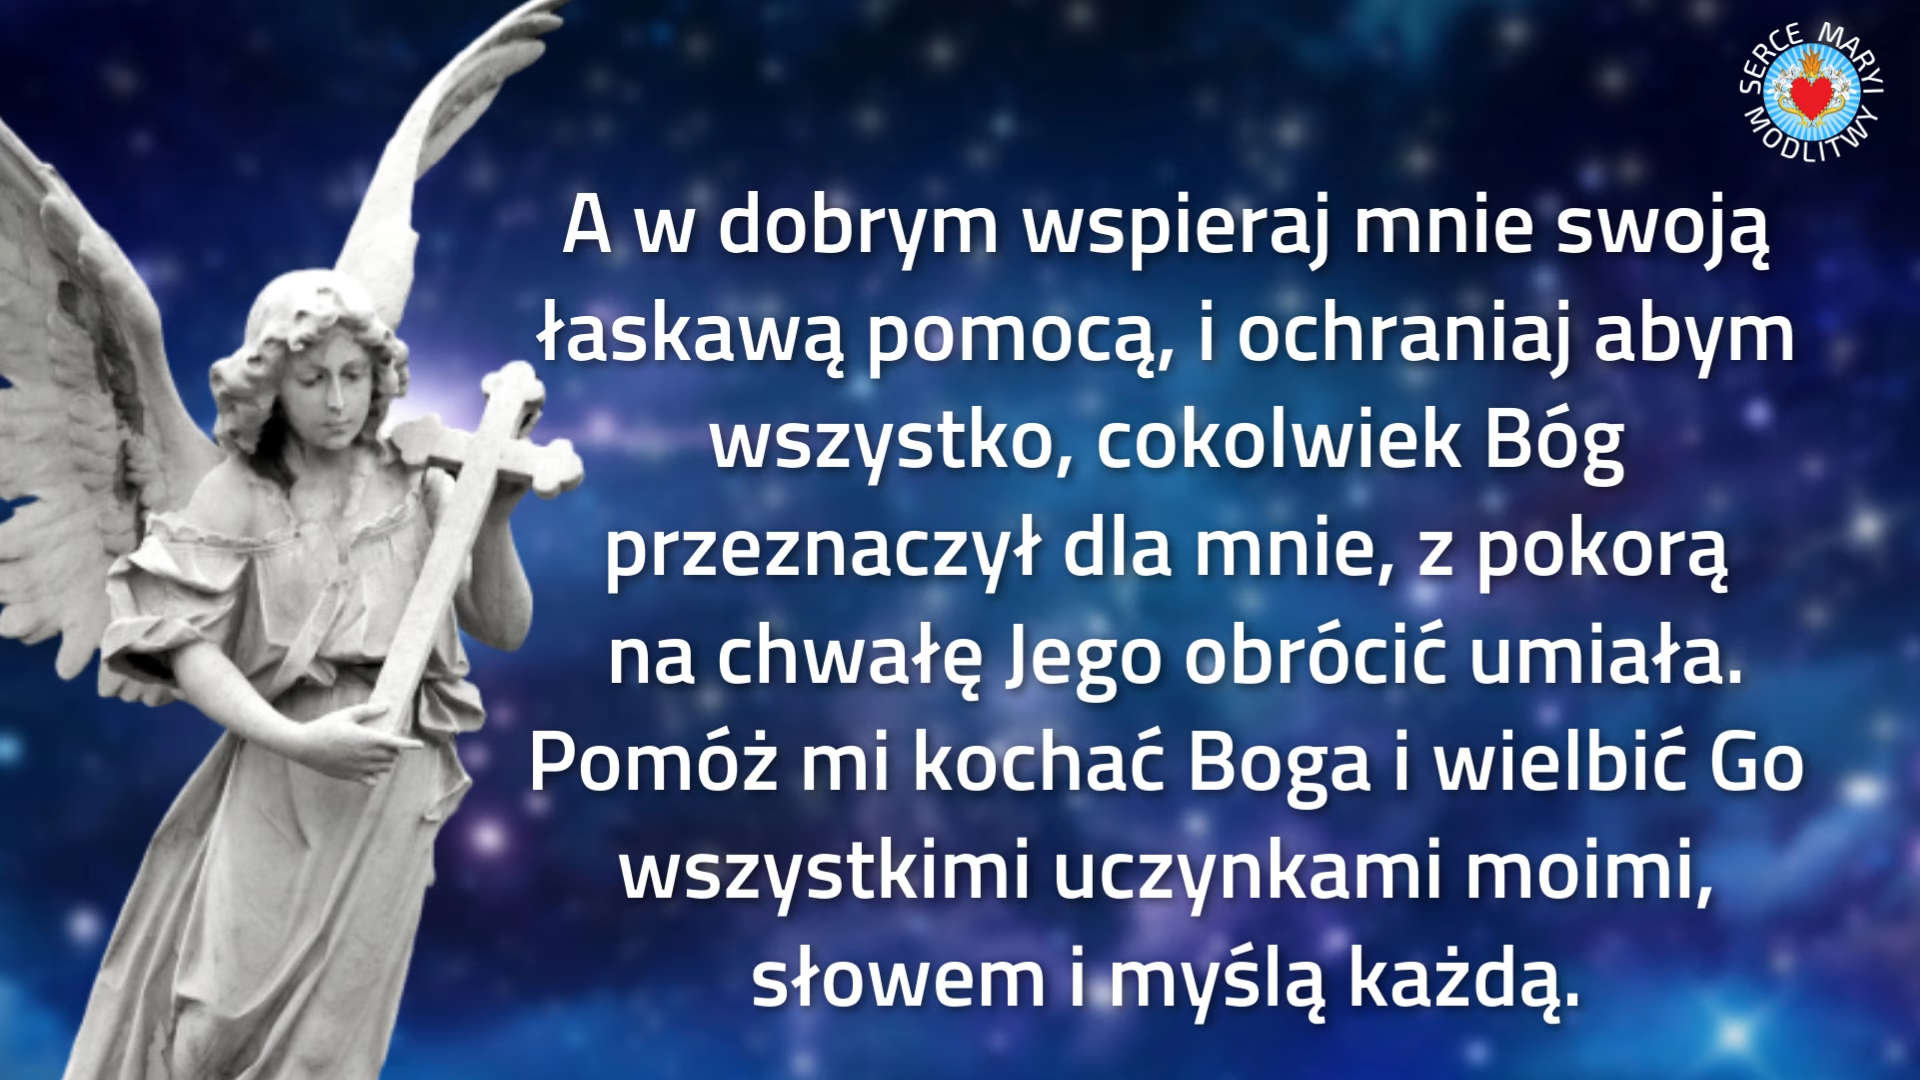 SERCE MARYI
MODLITWY
A w dobrym wspieraj mnie swoją
łaskawą pomocą, i ochraniaj abym
wszystko, cokolwiek Bóg
przeznaczył dla mnie, z pokorą
na chwałę Jego obrócić umiała.
Pomóż mi kochać Boga i wielbić Go
wszystkimi uczynkami moimi,
słowem i myślą każdą.